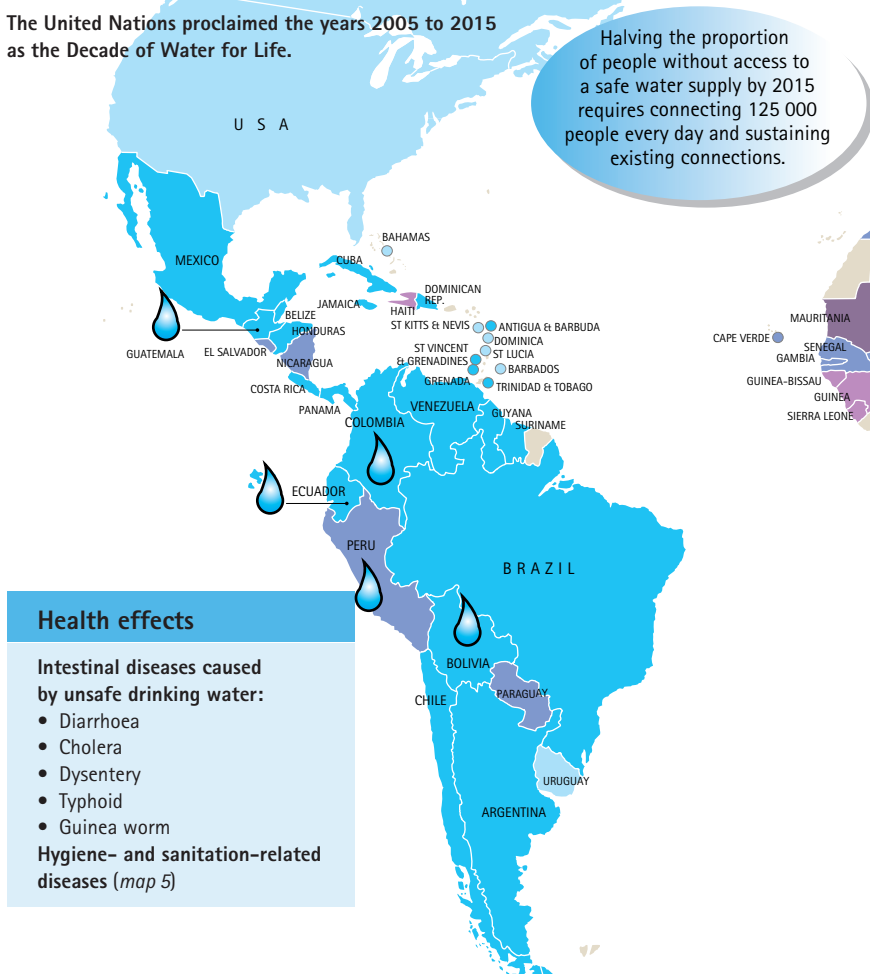 The United Nations proclaimed the years 2005 to 2015
as the Decade of Water for Life.
Halving the proportion
of people without access to
a safe water supply by 2015
requires connecting 125 000
people every day and sustaining
existing connections.
U S A
BAHAMAS
MEXICO
CUBA
DOMINICAN
REP.
JAMAICA
HAITI
BELIZE
HONDURAS
ST KITTS & NEVIS
ANTIGUA & BARBUDA
DOMINICA
ST LUCIA
ST VINCENT
& GRENADINES
BARBADOS
GRENADA
TRINIDAD & TOBAGO
GUATEMALA
EL SALVADOR
NICARAGUA
COSTA RICA
PANAMA
VENEZUELA
GUYANA
SURINAME
COLOMBIA
MAURITANIA
CAPE VERDE
SENEGAL
GAMBIA
GUINEA-BISSAU
GUINEA
SIERRA LEONE
ECUADOR
PERU
B R A Z I L
BOLIVIA
PARAGUAY
CHILE
URUGUAY
ARGENTINA
Health effects
Intestinal diseases caused
by unsafe drinking water:
• Diarrhoea
• Cholera
• Dysentery
• Typhoid
• Guinea worm
Hygiene- and sanitation-related
diseases (map 5)